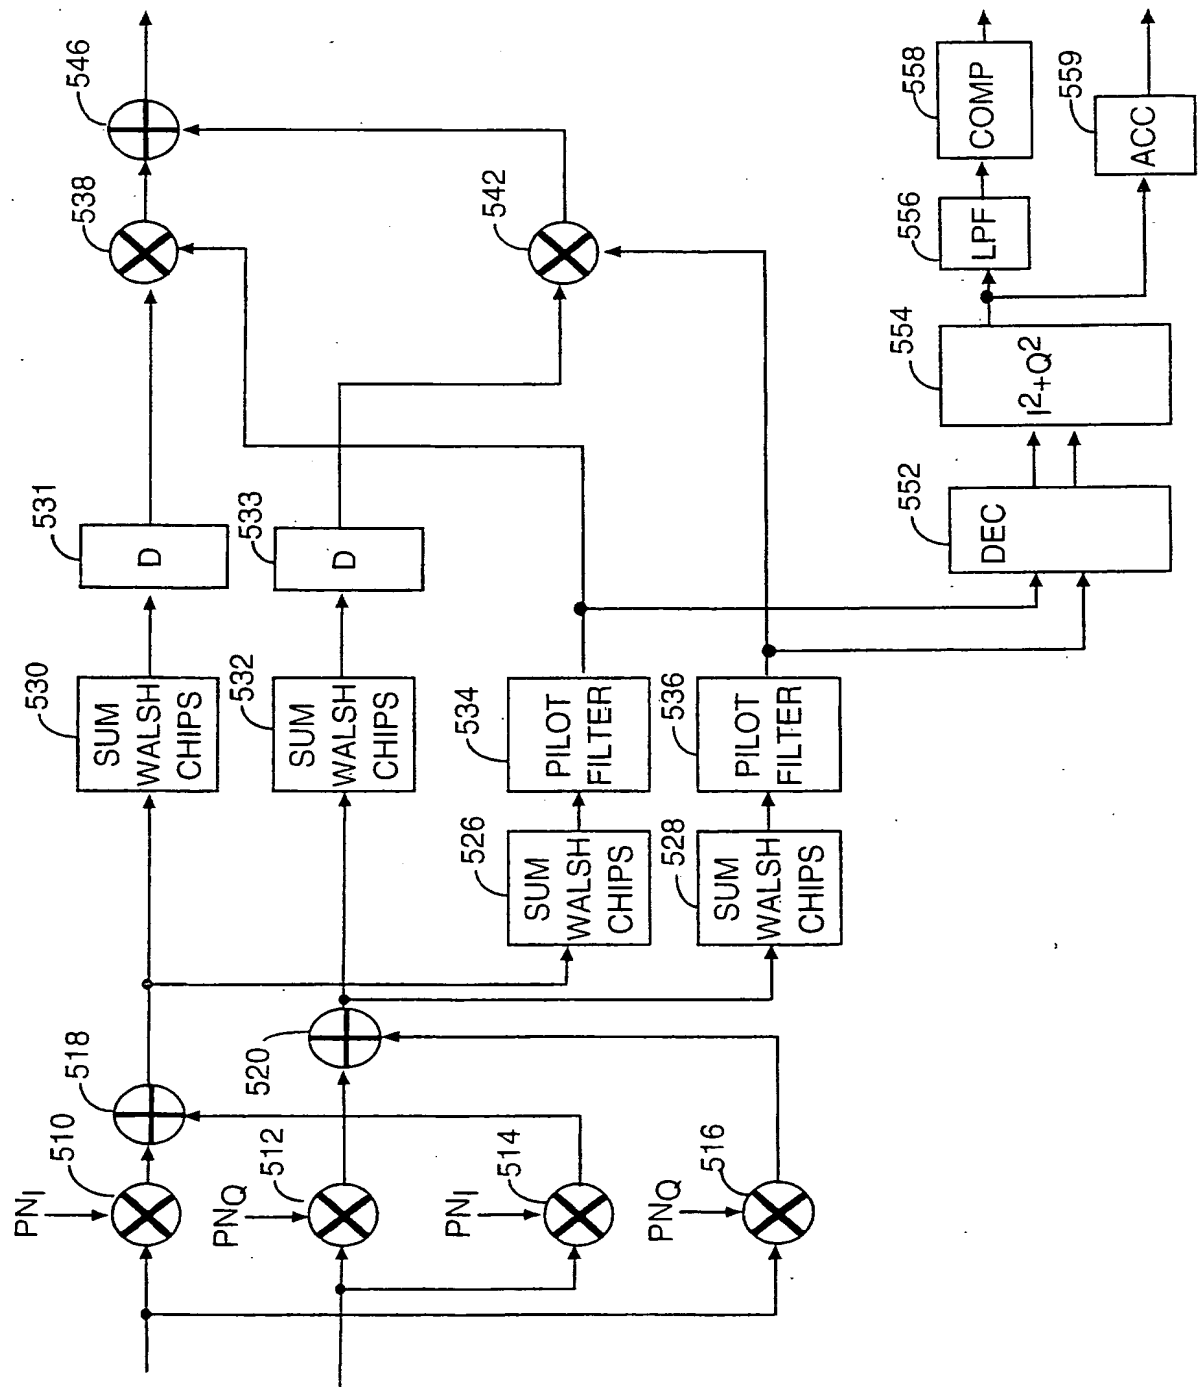 546
538
542
558
COMP
559
ACC
556
LPF
554
I²+Q²
552
DEC
531
D
533
D
530
SUM
WALSH
CHIPS
532
SUM
WALSH
CHIPS
534
PILOT
FILTER
536
PILOT
FILTER
526
SUM
WALSH
CHIPS
528
SUM
WALSH
CHIPS
518
520
PN_I
510
PN_Q
512
PN_I
514
PN_Q
516